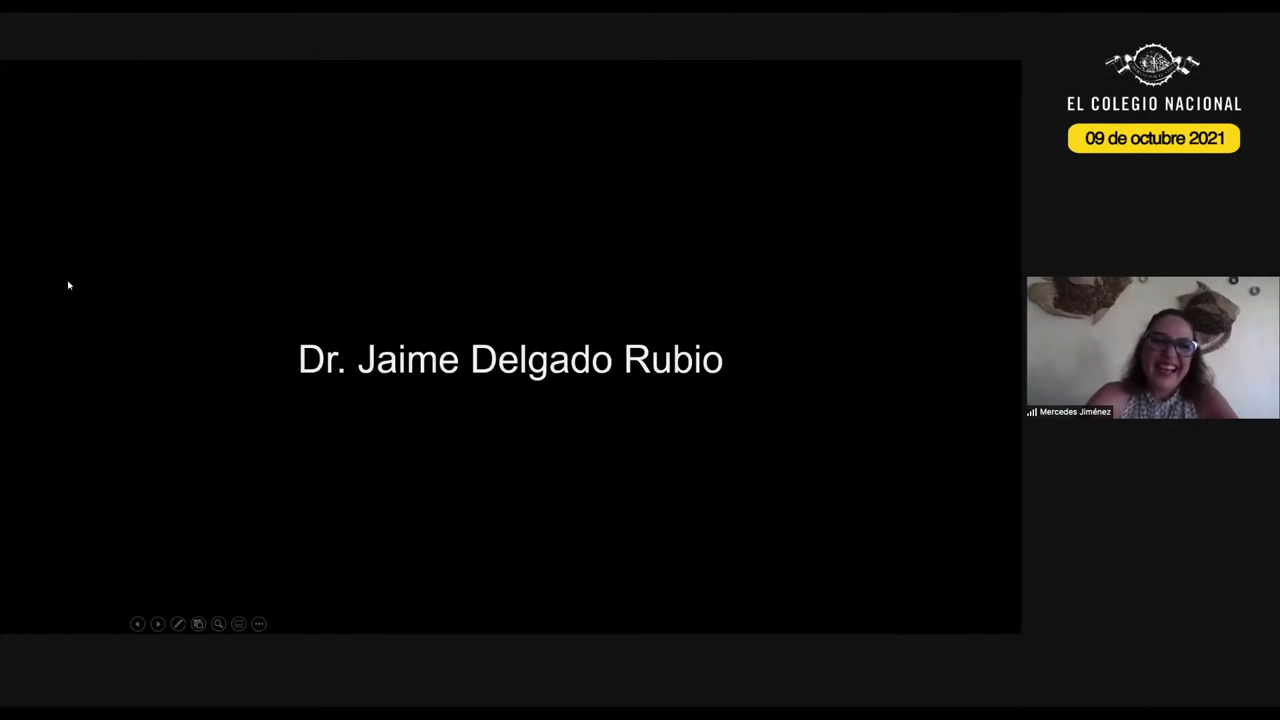 EL COLEGIO NACIONAL
09 de octubre 2021
Dr. Jaime Delgado Rubio
Mercedes Jiménez